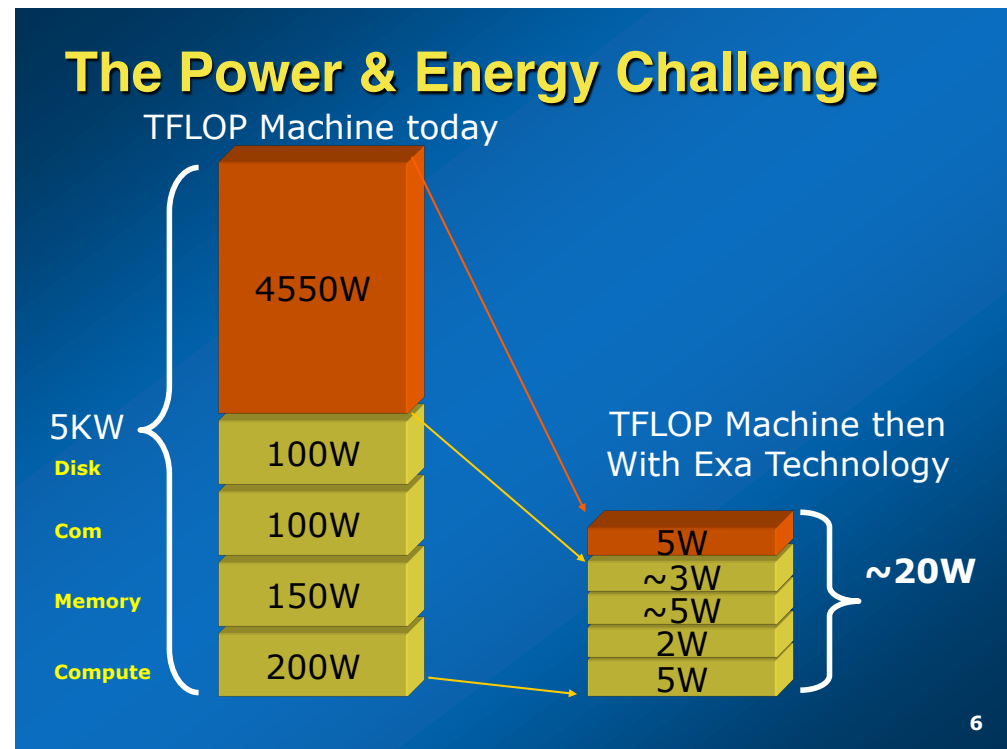 The Power & Energy Challenge
TFLOP Machine today
4550W
5KW
Disk
100W
Com
100W
Memory
150W
Compute
200W
TFLOP Machine then
With Exa Technology
5W
~3W
~5W
2W
5W
~20W
6